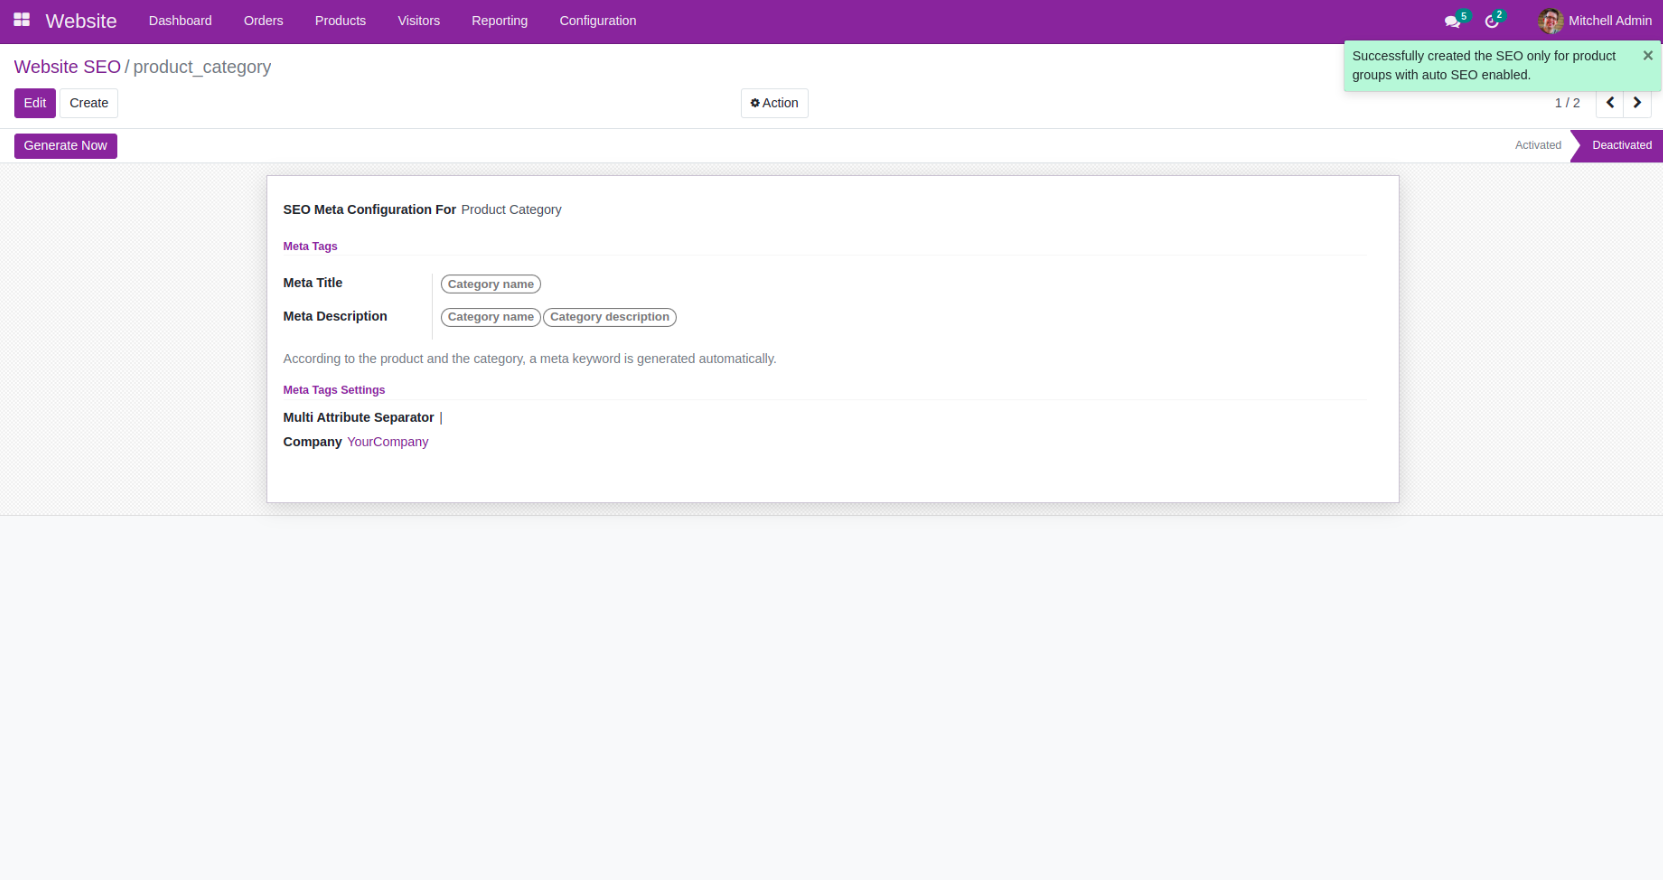 Website Dashboard Orders Products Visitors Reporting Configuration 5 2 Mitchell Admin
Website SEO / product_category
Successfully created the SEO only for product
groups with auto SEO enabled.
Edit Create Action 1 / 2
Generate Now Activated Deactivated
SEO Meta Configuration For Product Category
Meta Tags
Meta Title Category name
Meta Description Category name Category description
According to the product and the category, a meta keyword is generated automatically.
Meta Tags Settings
Multi Attribute Separator |
Company YourCompany